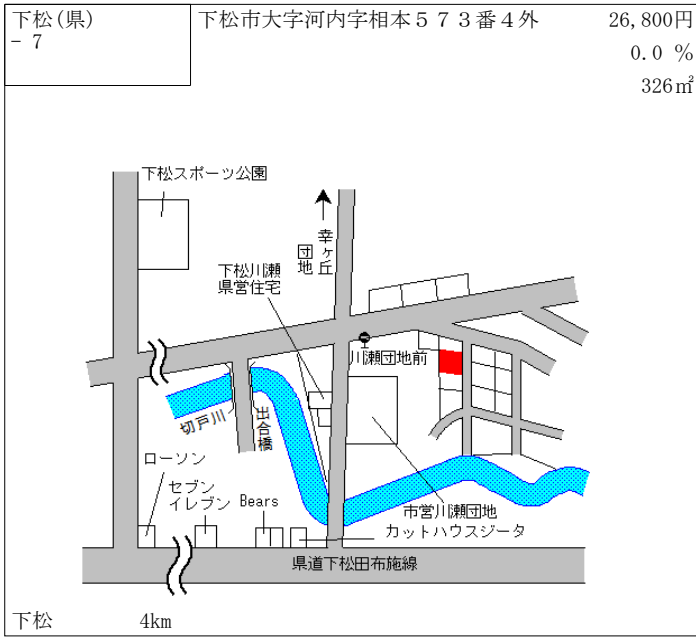 下松(県)
－７
下松市大字河内字相本５７３番４外
26,800円
0.0 %
326㎡
下松スポーツ公園
幸ヶ丘
団地
下松川瀬
県営住宅
川瀬団地前
切戸川
出合橋
ローソン
セブン
イレブン
Bears
市営川瀬団地
カットハウスジータ
県道下松田布施線
下松
4km